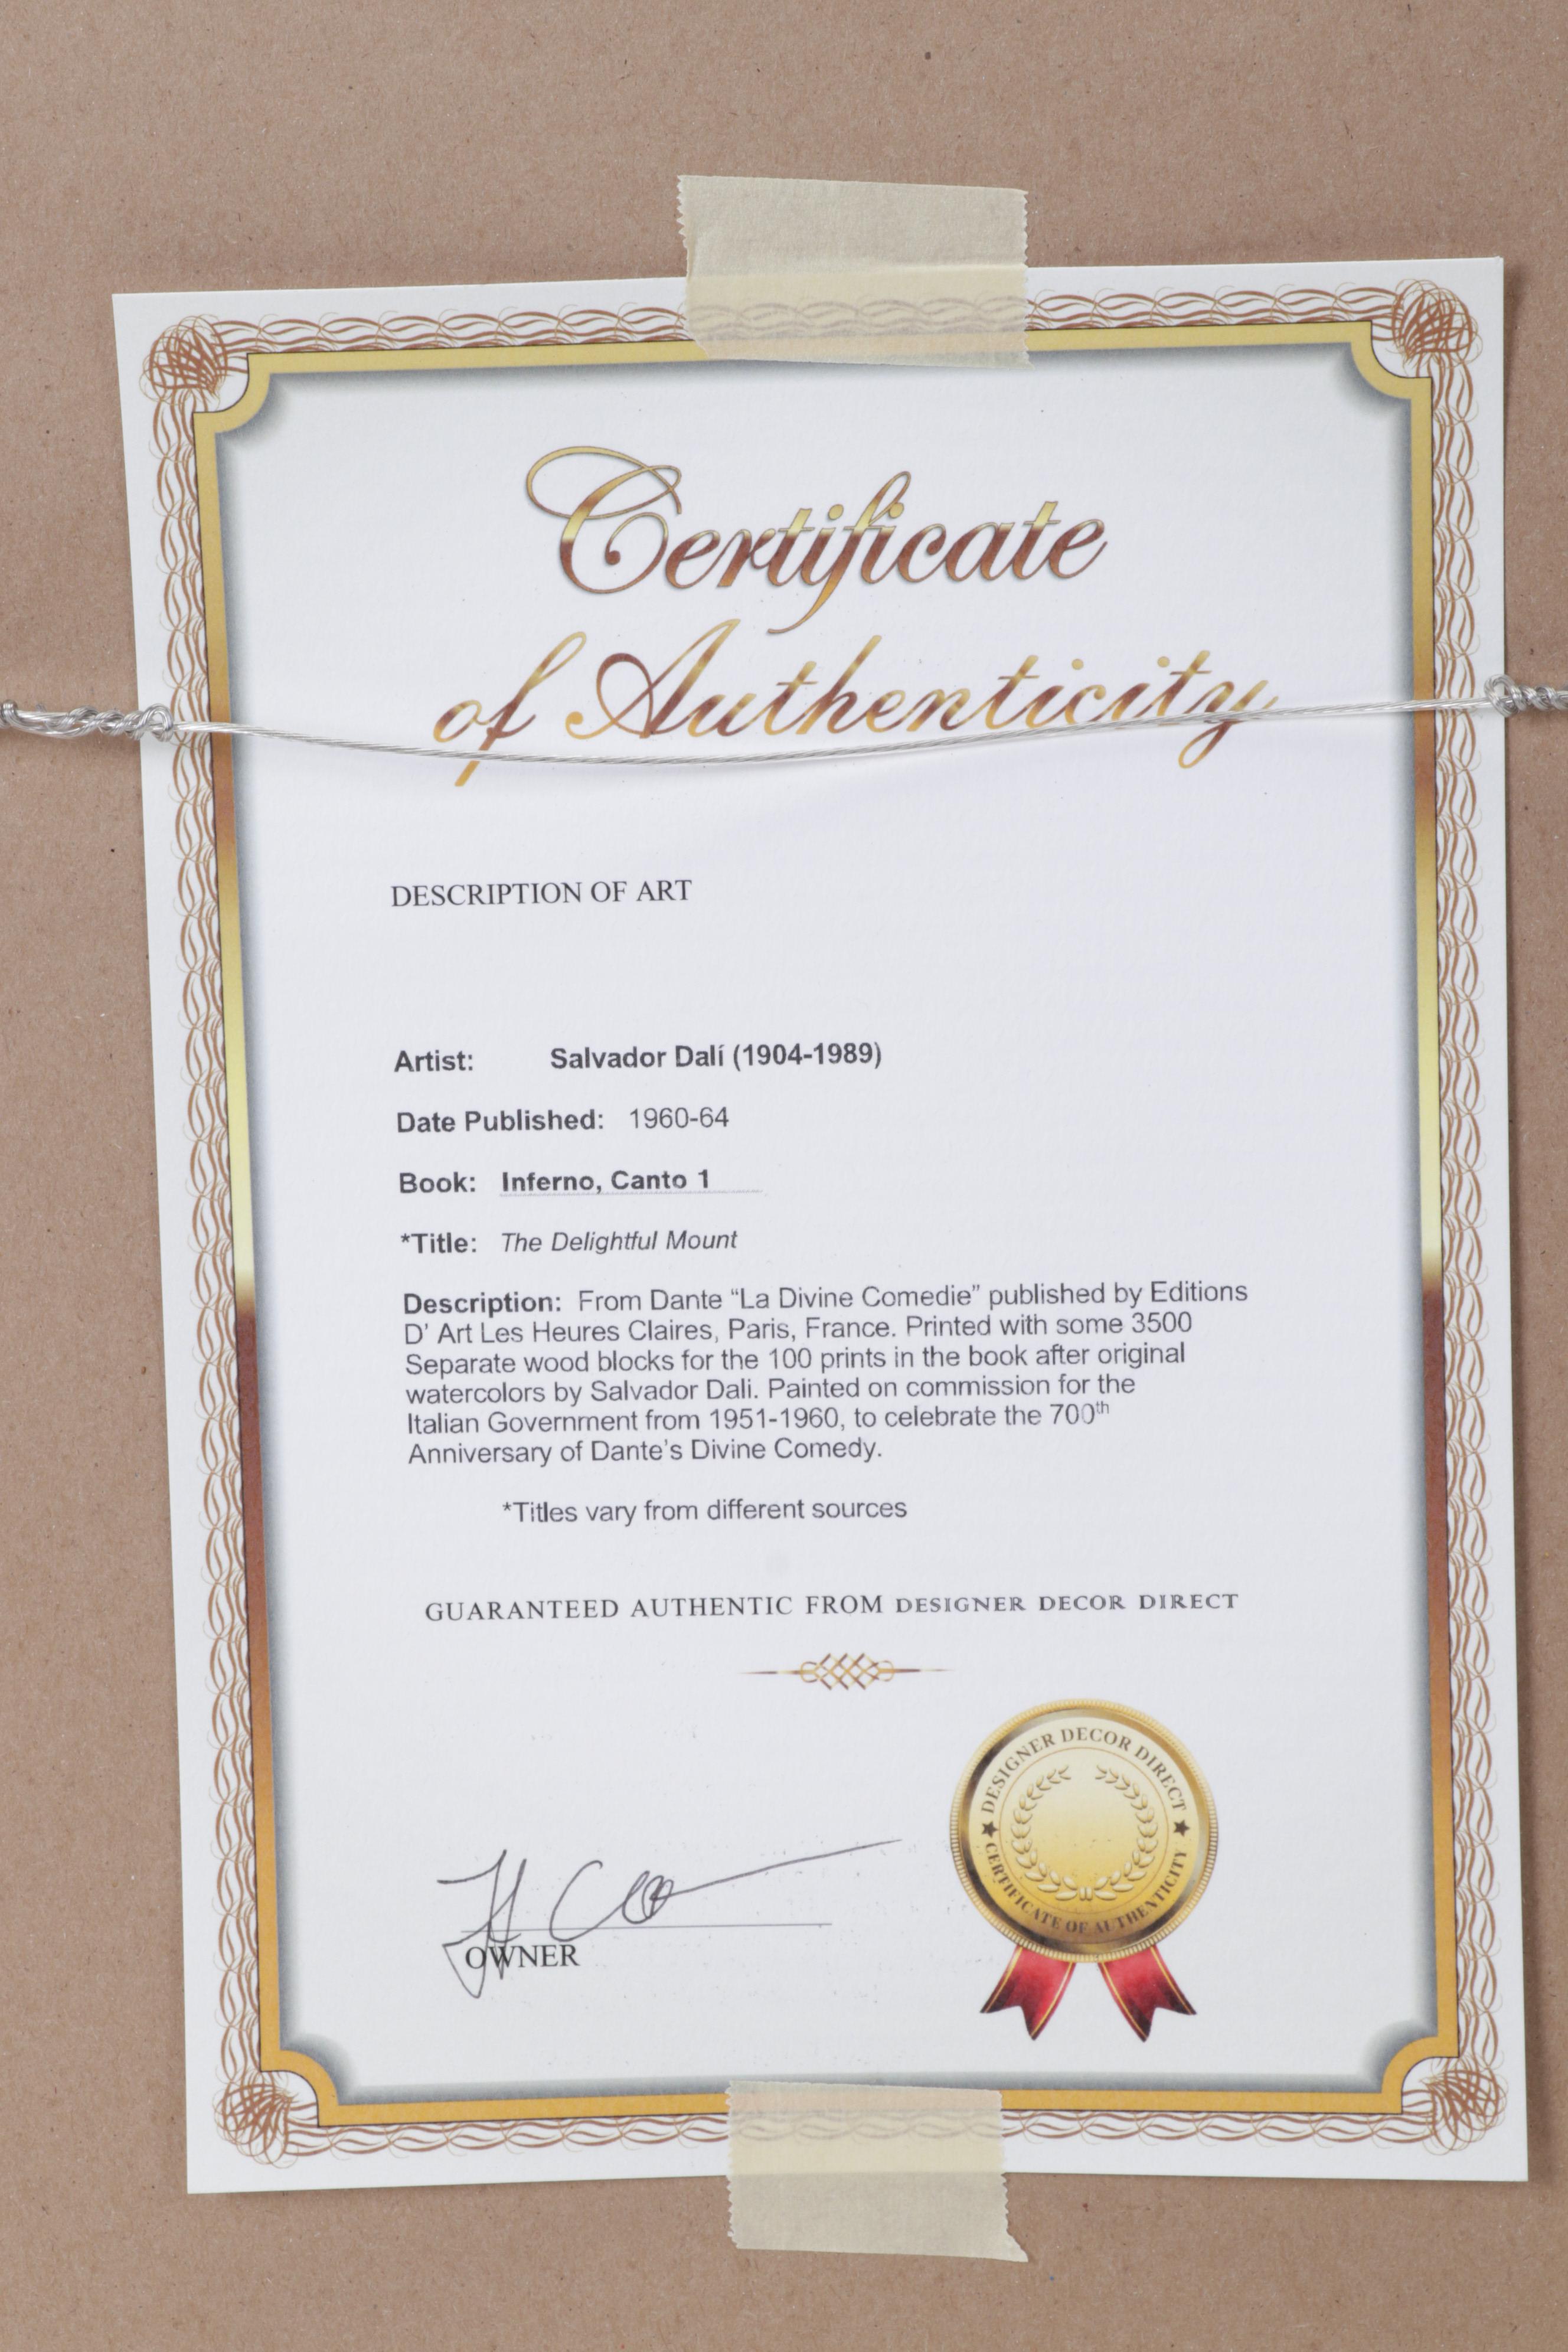 Certificate
of Authenticity
DESCRIPTION OF ART
Artist: Salvador Dalí (1904-1989)
Date Published: 1960-64
Book: Inferno, Canto 1
*Title: The Delightful Mount
Description: From Dante “La Divine Comedie” published by Editions
D’ Art Les Heures Claires, Paris, France. Printed with some 3500
Separate wood blocks for the 100 prints in the book after original
watercolors by Salvador Dali. Painted on commission for the
Italian Government from 1951-1960, to celebrate the 700th
Anniversary of Dante’s Divine Comedy.
*Titles vary from different sources
GUARANTEED AUTHENTIC FROM DESIGNER DECOR DIRECT
DESIGNER DECOR DIRECT
CERTIFICATE OF AUTHENTICITY
OWNER